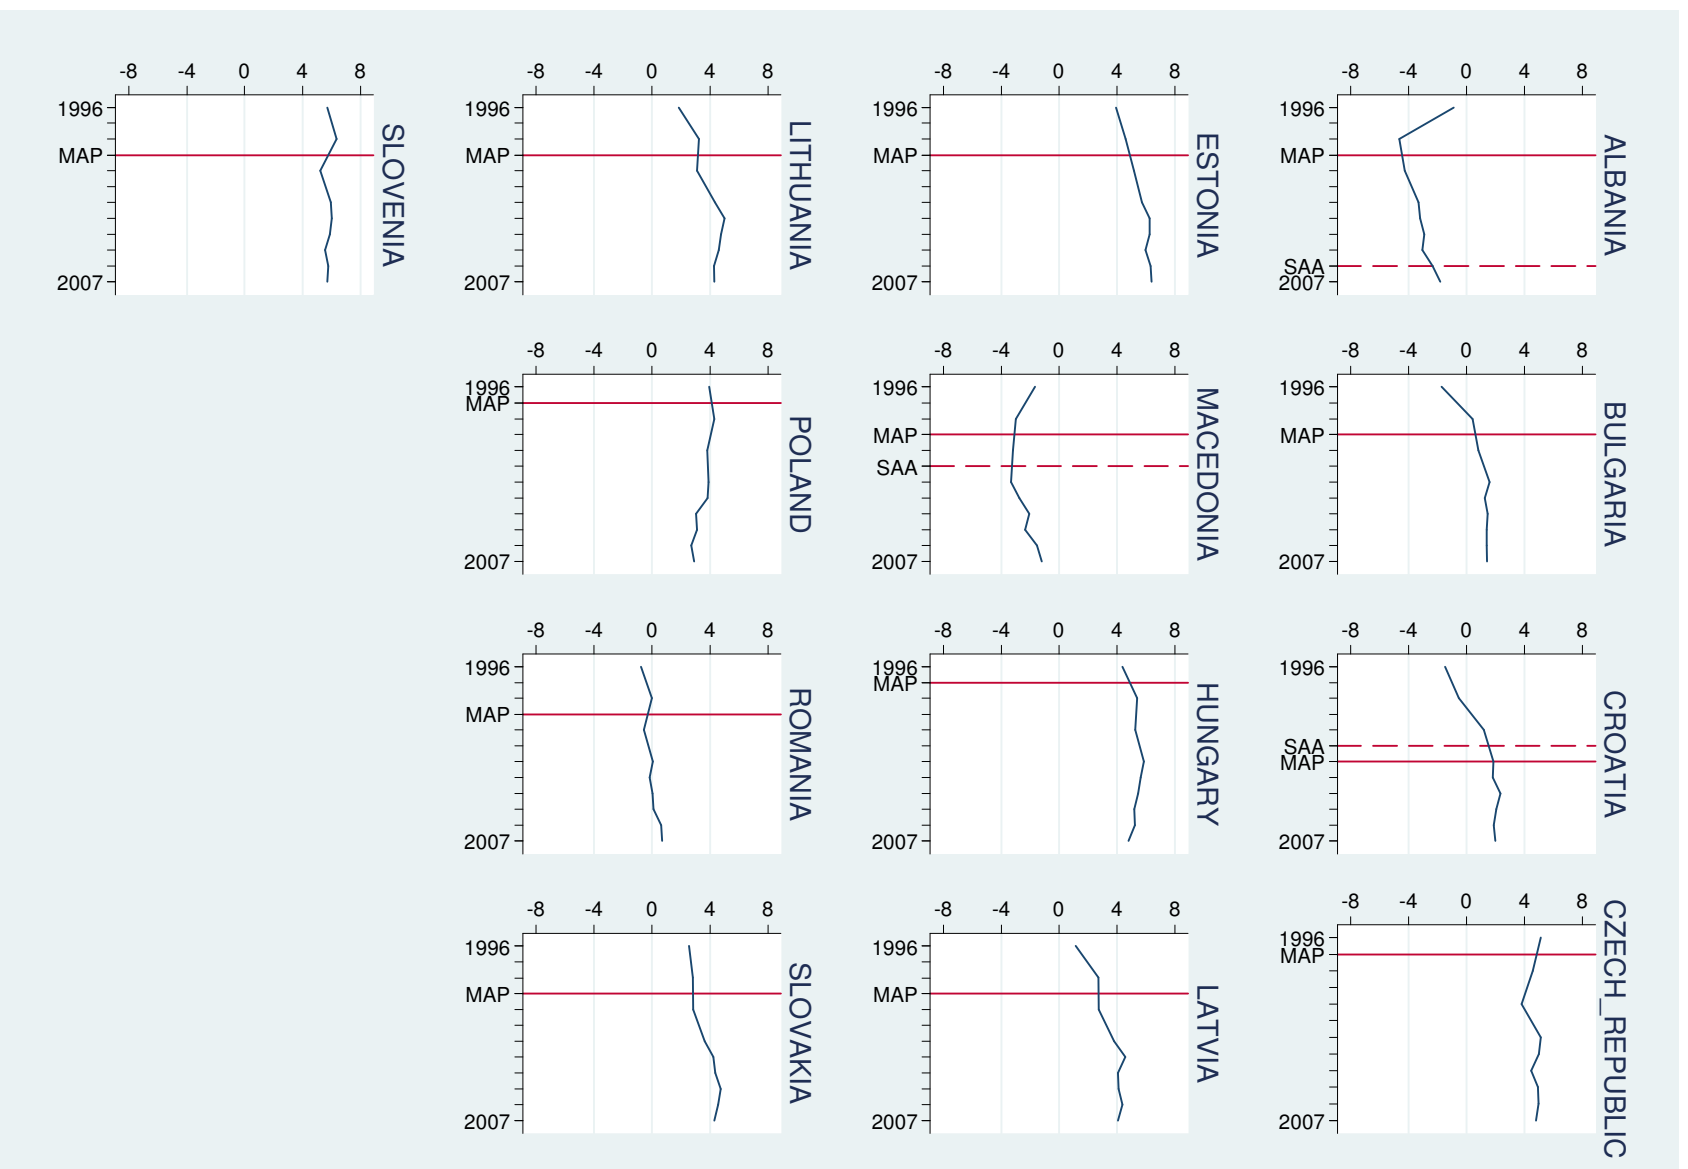 -8 -4 0 4 8
1996
MAP
2007
SLOVENIA
-8 -4 0 4 8
1996
MAP
2007
LITHUANIA
-8 -4 0 4 8
1996
MAP
2007
ESTONIA
-8 -4 0 4 8
1996
MAP
SAA
2007
ALBANIA
-8 -4 0 4 8
1996
MAP
2007
POLAND
-8 -4 0 4 8
1996
MAP
SAA
2007
MACEDONIA
-8 -4 0 4 8
1996
MAP
2007
BULGARIA
-8 -4 0 4 8
1996
MAP
2007
ROMANIA
-8 -4 0 4 8
1996
MAP
2007
HUNGARY
-8 -4 0 4 8
1996
SAA
MAP
2007
CROATIA
-8 -4 0 4 8
1996
MAP
2007
SLOVAKIA
-8 -4 0 4 8
1996
MAP
2007
LATVIA
-8 -4 0 4 8
1996
MAP
2007
CZECH_REPUBLIC